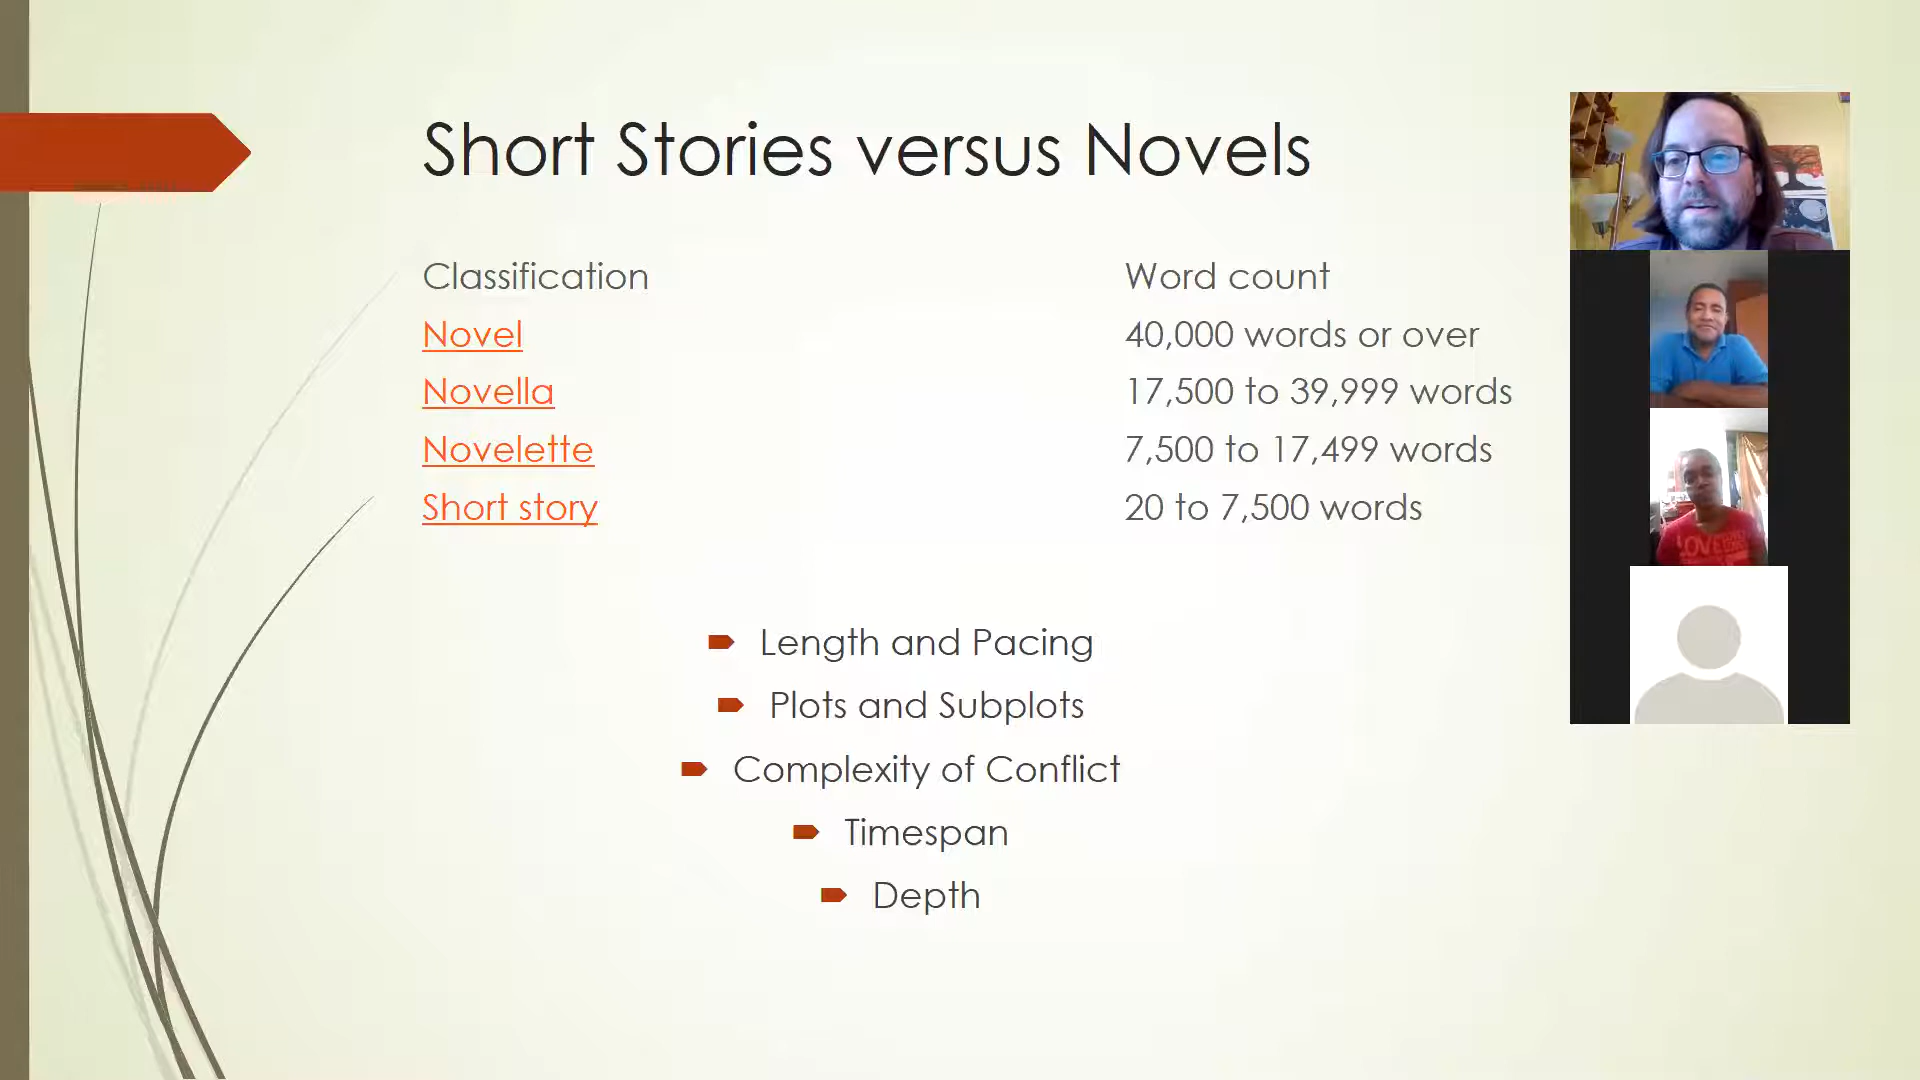 Short Stories versus Novels
Classification Word count
Novel 40,000 words or over
Novella 17,500 to 39,999 words
Novelette 7,500 to 17,499 words
Short story 20 to 7,500 words
Length and Pacing
Plots and Subplots
Complexity of Conflict
Timespan
Depth